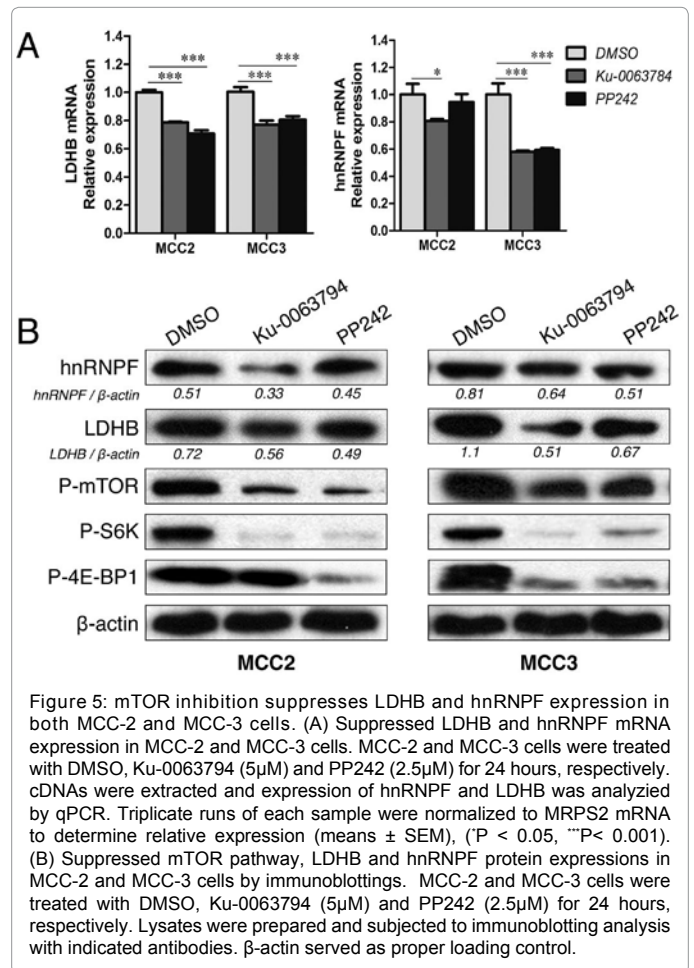 A
LDHB mRNA
Relative expression
1.4
1.2
1.0
0.8
0.6
0.4
0.2
0.0
***
***
***
***
MCC2 MCC3
hnRNPF mRNA
Relative expression
1.4
1.2
1.0
0.8
0.6
0.4
0.2
0.0
*
***
***
MCC2 MCC3
DMSO
Ku-0063784
PP242
B
DMSO Ku-0063794 PP242 DMSO Ku-0063794 PP242
hnRNPF
hnRNPF / β-actin 0.51 0.33 0.45 0.81 0.64 0.51
LDHB
LDHB / β-actin 0.72 0.56 0.49 1.1 0.51 0.67
P-mTOR
P-S6K
P-4E-BP1
β-actin
MCC2 MCC3
Figure 5: mTOR inhibition suppresses LDHB and hnRNPF expression in
both MCC-2 and MCC-3 cells. (A) Suppressed LDHB and hnRNPF mRNA
expression in MCC-2 and MCC-3 cells. MCC-2 and MCC-3 cells were treated
with DMSO, Ku-0063794 (5µM) and PP242 (2.5µM) for 24 hours, respectively.
cDNAs were extracted and expression of hnRNPF and LDHB was analyzied
by qPCR. Triplicate runs of each sample were normalized to MRPS2 mRNA
to determine relative expression (means ± SEM), (*P < 0.05, ***P< 0.001).
(B) Suppressed mTOR pathway, LDHB and hnRNPF protein expressions in
MCC-2 and MCC-3 cells by immunoblottings. MCC-2 and MCC-3 cells were
treated with DMSO, Ku-0063794 (5µM) and PP242 (2.5µM) for 24 hours,
respectively. Lysates were prepared and subjected to immunoblotting analysis
with indicated antibodies. β-actin served as proper loading control.